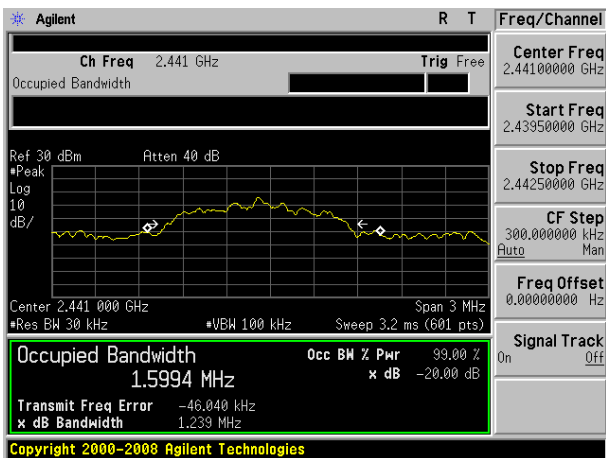 Agilent R T
Freq/Channel
Ch Freq 2.441 GHz Trig Free
Occupied Bandwidth
Center Freq
2.44100000 GHz
Start Freq
2.43950000 GHz
Stop Freq
2.44250000 GHz
CF Step
300.000000 kHz
Auto Man
Freq Offset
0.00000000 Hz
Signal Track
On Off
Ref 30 dBm Atten 40 dB
#Peak
Log
10
dB/
Center 2.441 000 GHz Span 3 MHz
#Res BW 30 kHz #VBW 100 kHz Sweep 3.2 ms (601 pts)
Occupied Bandwidth Occ BW % Pwr 99.00 %
1.5994 MHz x dB -20.00 dB
Transmit Freq Error -46.040 kHz
x dB Bandwidth 1.239 MHz
Copyright 2000-2008 Agilent Technologies